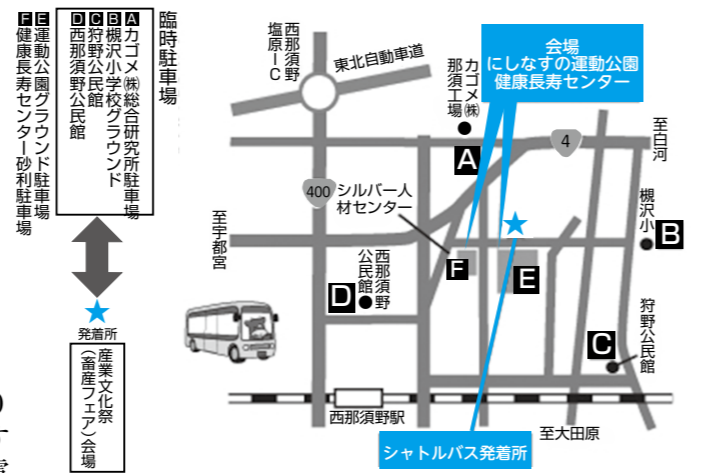 臨時駐車場
Aカゴメ㈱総合研究所駐車場
B槻沢小学校グラウンド
C狩野公民館
D西那須野公民館
E運動公園グラウンド駐車場
F健康長寿センター砂利駐車場
発着所
産業文化祭
（畜産フェア）会場
西那須野
塩原IC
東北自動車道
カゴメ㈱
那須工場
会場
にしなすの運動公園
健康長寿センター
A
4
至白河
400
シルバー人
材センター
槻沢小
B
至宇都宮
西那須野
公民館
D
F
E
狩野公民館
C
西那須野駅
至大田原
シャトルバス発着所